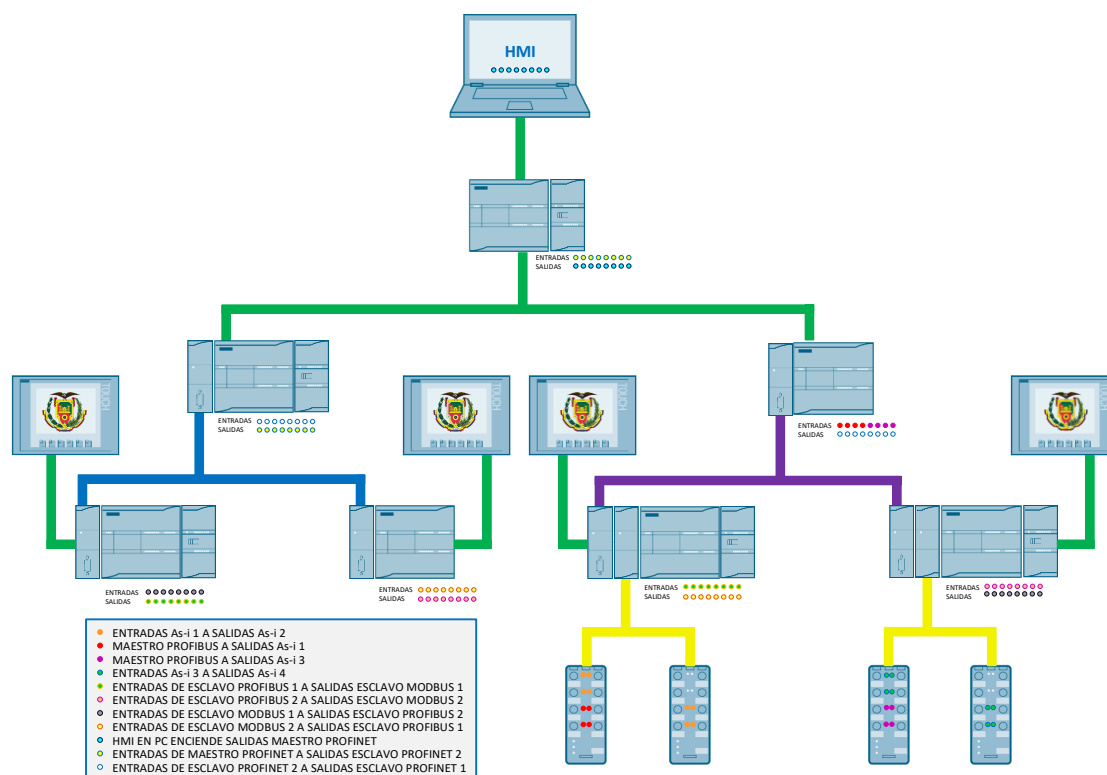 HMI
ENTRADAS
SALIDAS
TOUCH
TOUCH
TOUCH
TOUCH
ENTRADAS
SALIDAS
ENTRADAS
SALIDAS
ENTRADAS
SALIDAS
ENTRADAS
SALIDAS
ENTRADAS
SALIDAS
ENTRADAS
SALIDAS
ENTRADAS As-i 1 A SALIDAS As-i 2
MAESTRO PROFIBUS A SALIDAS As-i 1
MAESTRO PROFIBUS A SALIDAS As-i 3
ENTRADAS As-i 3 A SALIDAS As-i 4
ENTRADAS DE ESCLAVO PROFIBUS 1 A SALIDAS ESCLAVO MODBUS 1
ENTRADAS DE ESCLAVO PROFIBUS 2 A SALIDAS ESCLAVO MODBUS 2
ENTRADAS DE ESCLAVO MODBUS 1 A SALIDAS ESCLAVO PROFIBUS 2
ENTRADAS DE ESCLAVO MODBUS 2 A SALIDAS ESCLAVO PROFIBUS 1
HMI EN PC ENCIENDE SALIDAS MAESTRO PROFINET
ENTRADAS DE MAESTRO PROFINET A SALIDAS ESCLAVO PROFINET 2
ENTRADAS DE ESCLAVO PROFINET 2 A SALIDAS ESCLAVO PROFINET 1